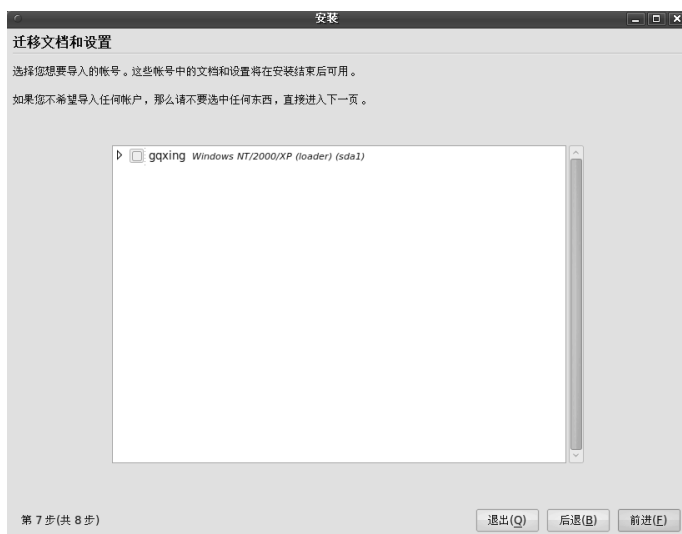 安装
迁移文档和设置
选择您想要导入的帐号。这些帐号中的文档和设置将在安装结束后可用。
如果您不希望导入任何帐户，那么请不要选中任何东西，直接进入下一页。
gqxing Windows NT/2000/XP (loader) (sda1)
第 7 步(共 8 步)
退出(Q) 后退(B) 前进(F)